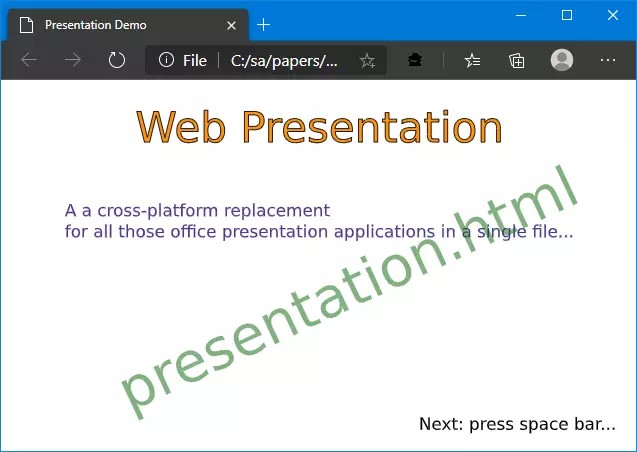 Presentation Demo
File
C:/sa/papers/...
Web Presentation
A a cross-platform replacement
for all those office presentation applications in a single file...
presentation.html
Next: press space bar...